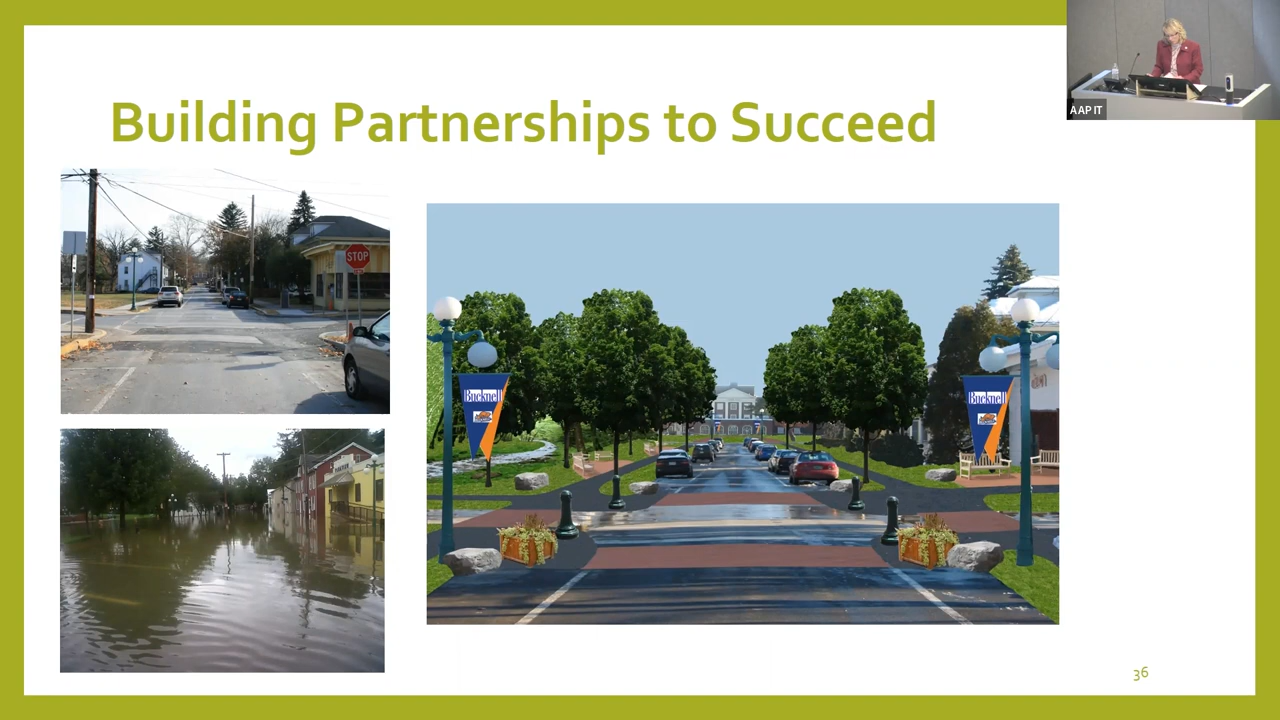 Building Partnerships to Succeed
AAP IT
STOP
Bucknell
Bucknell
36